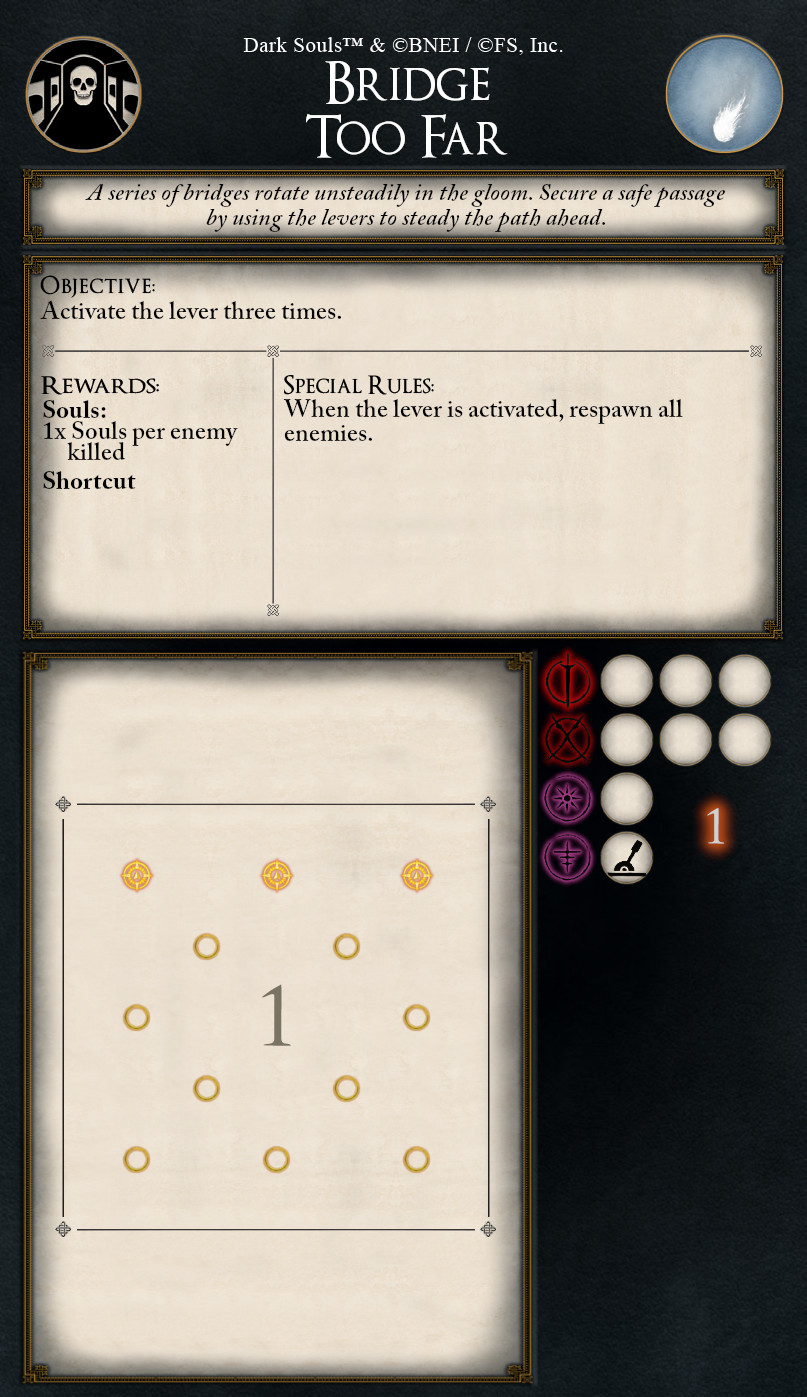 Dark Souls™ & ©BNEI / ©FS, Inc.
Bridge
Too Far
A series of bridges rotate unsteadily in the gloom. Secure a safe passage
by using the levers to steady the path ahead.
Objective:
Activate the lever three times.
Rewards:
Souls:
1x Souls per enemy
killed
Shortcut
Special Rules:
When the lever is activated, respawn all
enemies.
1
1